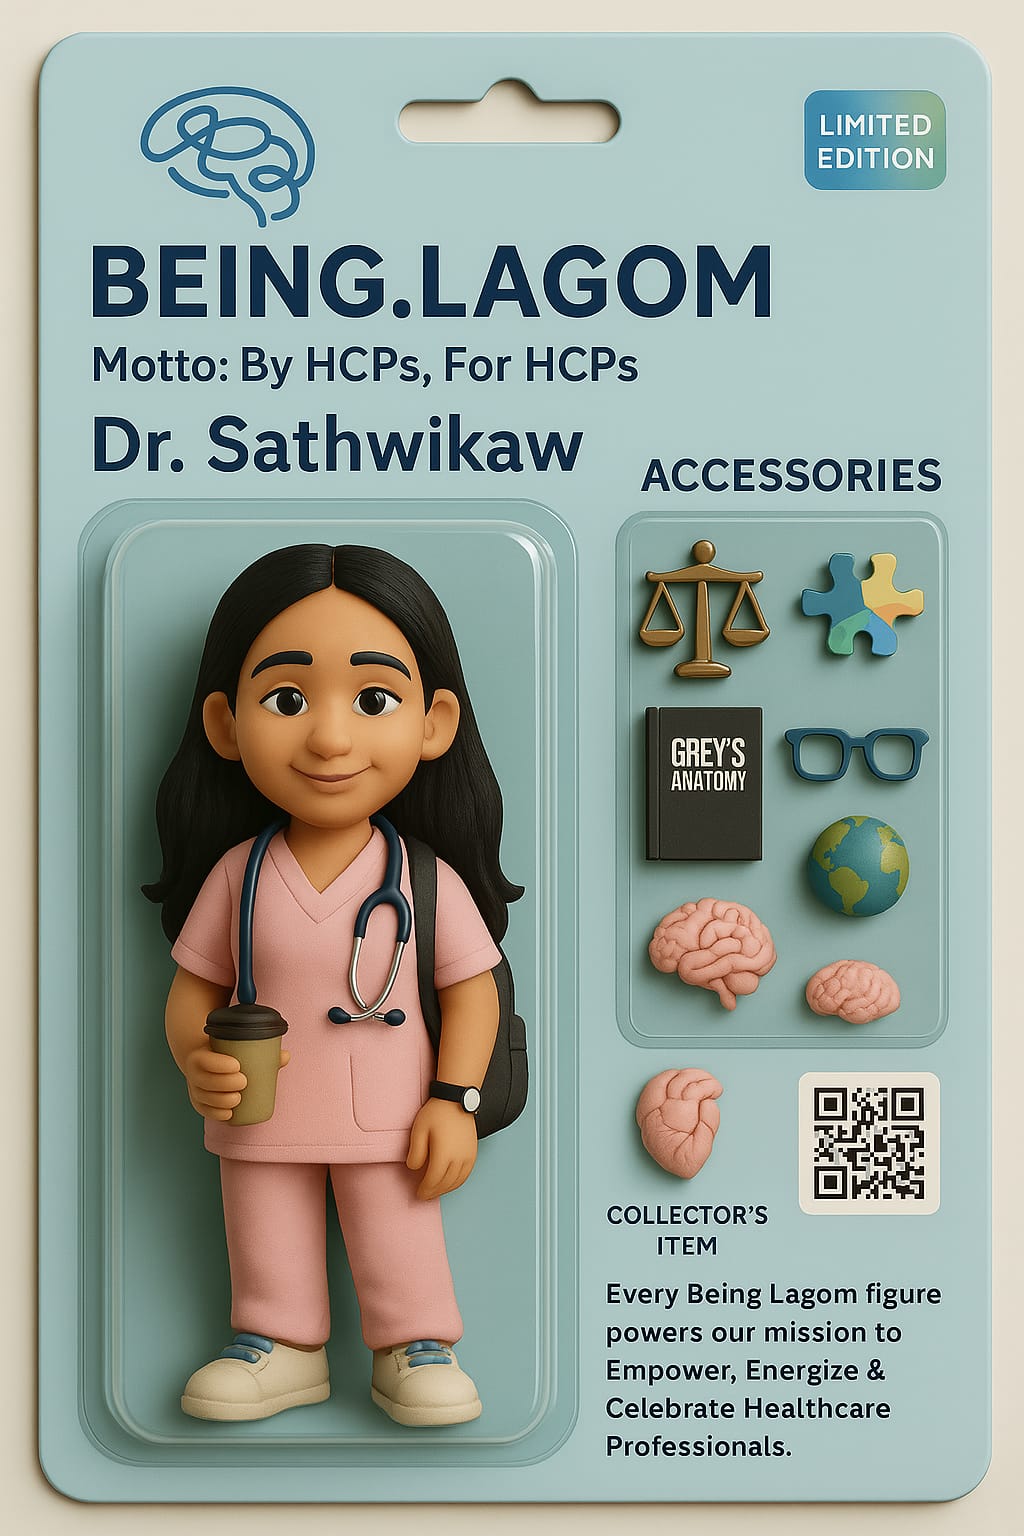 LIMITED
EDITION
BEING.LAGOM
Motto: By HCPs, For HCPs
Dr. Sathwikaw
ACCESSORIES
GREY'S
ANATOMY
COLLECTOR'S
ITEM
Every Being Lagom figure
powers our mission to
Empower, Energize &
Celebrate Healthcare
Professionals.